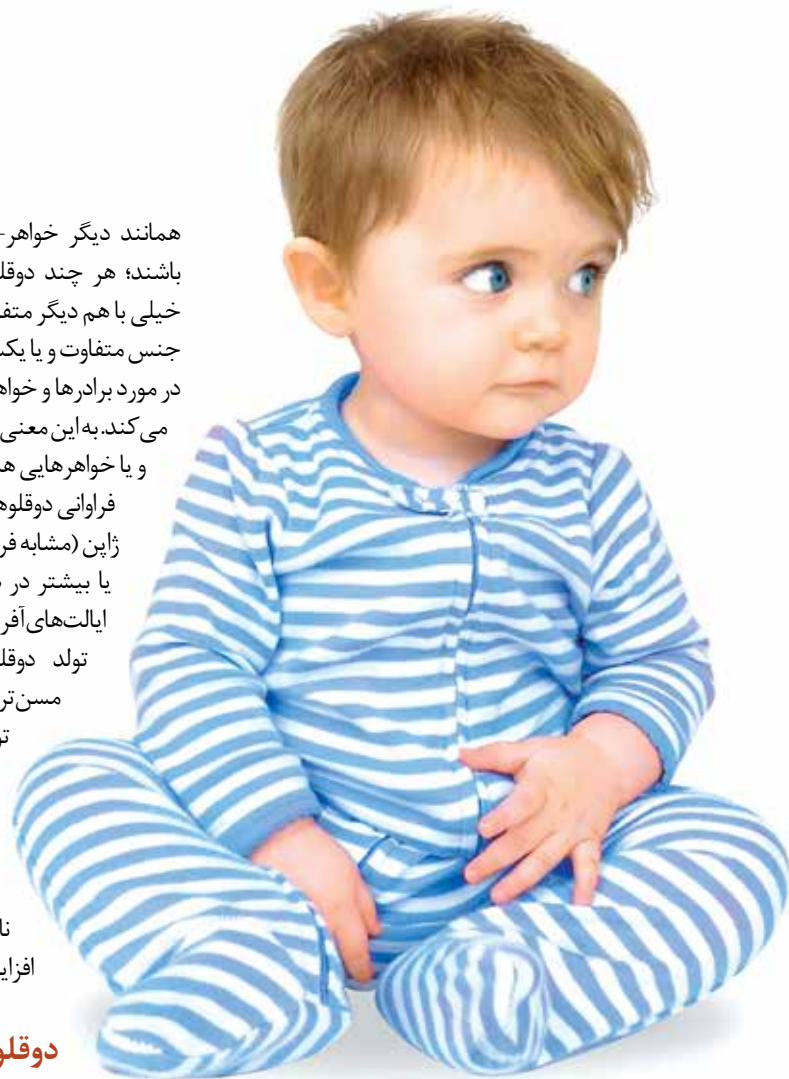 همانند دیگر خواهر-
باشند؛ هر چند دوقل
خیلی با هم دیگر متف
جنس متفاوت و یا یک
در مورد برادرها و خواه
می‌کند. به این معنی
و یا خواهرهایی ه
فراوانی دوقلوه
ژاپن (مشابه فر
یا بیشتر در
ایالت‌های آفر
تولد دوقل
مسن‌تر
تو
نا
افزای
دوقلو